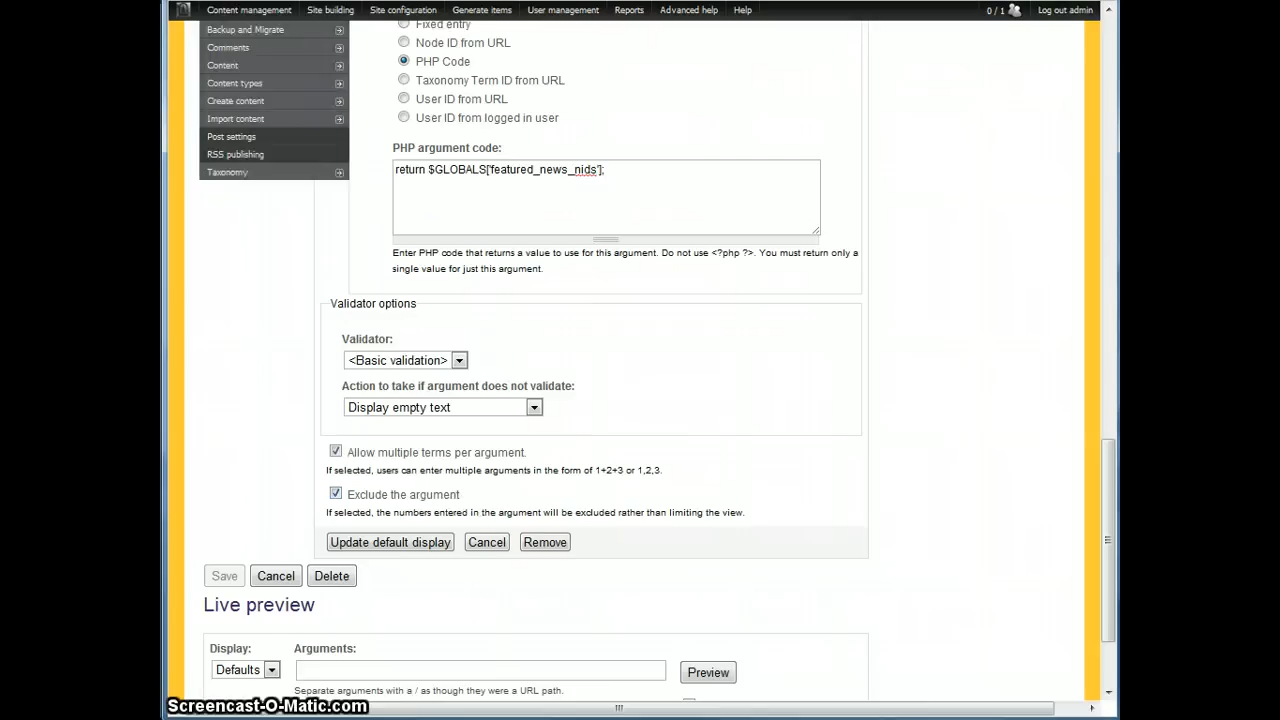 Content management Site building Site configuration Generate items User management Reports Advanced help Help 0 / 1 Log out admin
Backup and Migrate
Comments
Content
Content types
Create content
Import content
Post settings
RSS publishing
Taxonomy
Fixed entry
Node ID from URL
PHP Code
Taxonomy Term ID from URL
User ID from URL
User ID from logged in user
PHP argument code:
return $GLOBALS['featured_news_nids'];
Enter PHP code that returns a value to use for this argument. Do not use <?php ?>. You must return only a
single value for just this argument.
Validator options
Validator:
<Basic validation>
Action to take if argument does not validate:
Display empty text
Allow multiple terms per argument.
If selected, users can enter multiple arguments in the form of 1+2+3 or 1,2,3.
Exclude the argument
If selected, the numbers entered in the argument will be excluded rather than limiting the view.
Update default display Cancel Remove
Save Cancel Delete
Live preview
Display: Arguments:
Defaults Preview
Separate arguments with a / as though they were a URL path.
Screencast-O-Matic.com